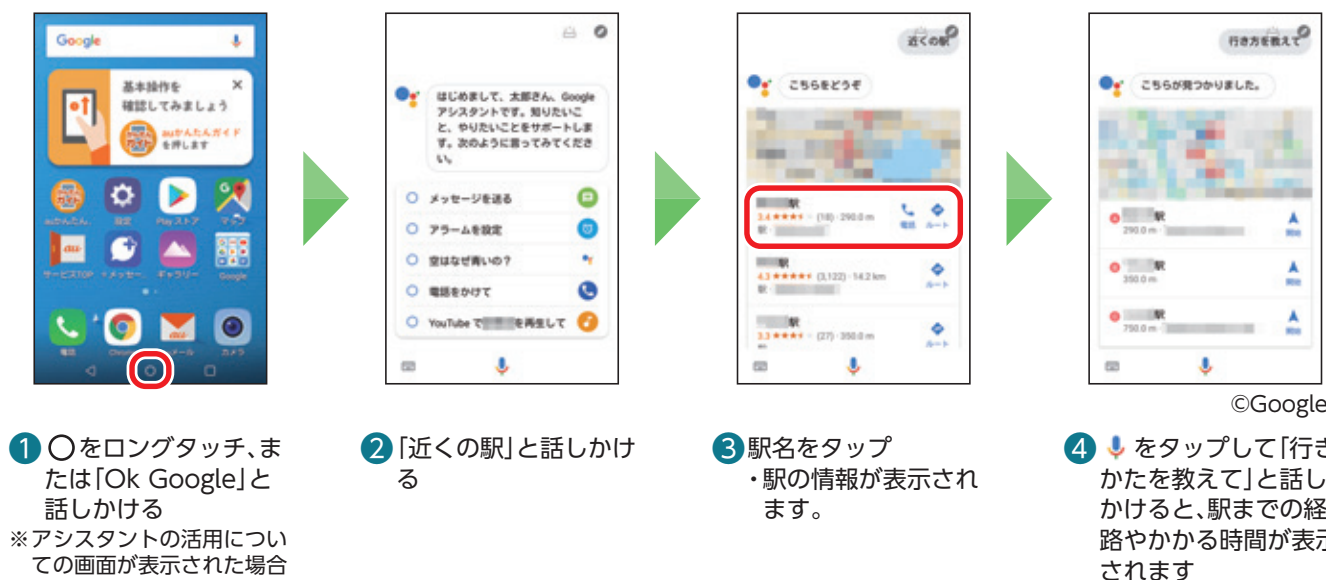 Google
基本操作を
確認してみましょう
auかんたんガイド
を押します
auかんたん.
設定
Play ストア
マップ
au
サービスTOP
+メッセー..
ギャラリー
Google
電話
Chrome
メール
カメラ
はじめまして、太郎さん、Google
アシスタントです。知りたいこ
と、やりたいことをサポートしま
す。次のように言ってみてくださ
い。
メッセージを送る
アラームを設定
空はなぜ青いの?
電話をかけて
YouTube で を再生して
近くの駅
こちらをどうぞ
駅
3.4 (18)・290.0 m
駅・
電話 ルート
駅
4.3 (3,122)・14.2 km
駅・
ルート
駅
3.3 (27)・350.0 m
ルート
行き方を教えて
こちらが見つかりました。
駅
290.0 m・
開始
駅
350.0 m
開始
駅
750.0 m・
開始
©Google
1 ○をロングタッチ、ま
たは「Ok Google」と
話しかける
※アシスタントの活用につい
ての画面が表示された場合
2 「近くの駅」と話しかけ
る
3 駅名をタップ
・駅の情報が表示され
ます。
4 をタップして「行き
かたを教えて」と話し
かけると、駅までの経
路やかかる時間が表示
されます